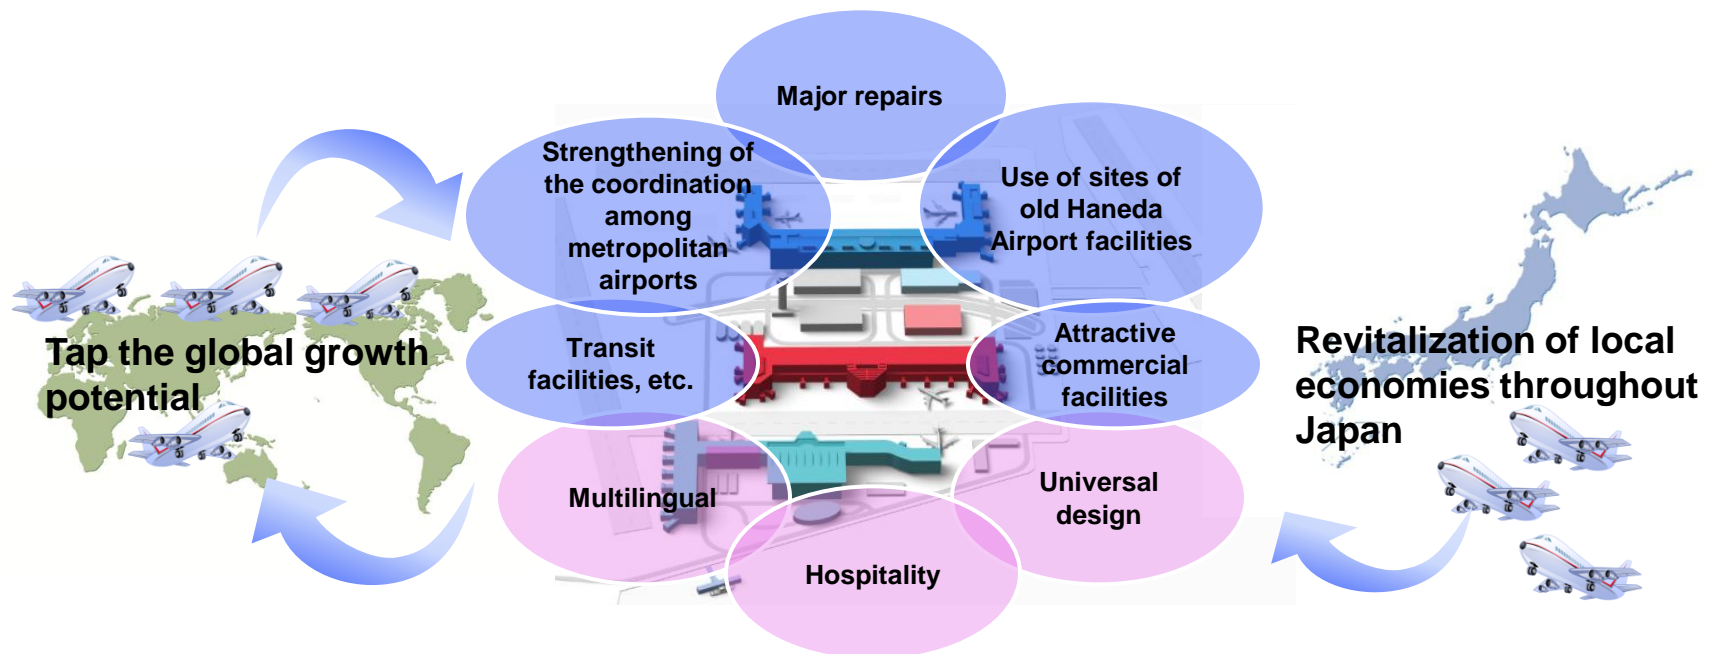 Major repairs
Strengthening of
the coordination
among
metropolitan
airports
Use of sites of
old Haneda
Airport facilities
Tap the global growth
potential
Transit
facilities, etc.
Attractive
commercial
facilities
Revitalization of local
economies throughout
Japan
Multilingual
Universal
design
Hospitality